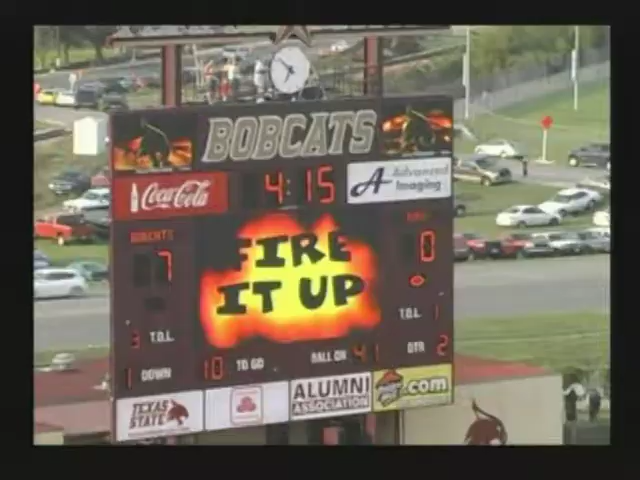 BOBCATS
Coca-Cola
4:15
A Advanced Imaging
BOBCATS
7
FIRE
IT UP
0
3 T.O.L.
T.O.L. 1
1 DOWN 10 TO GO BALL ON 41 QTR 2
TEXAS STATE
ALUMNI ASSOCIATION
.com